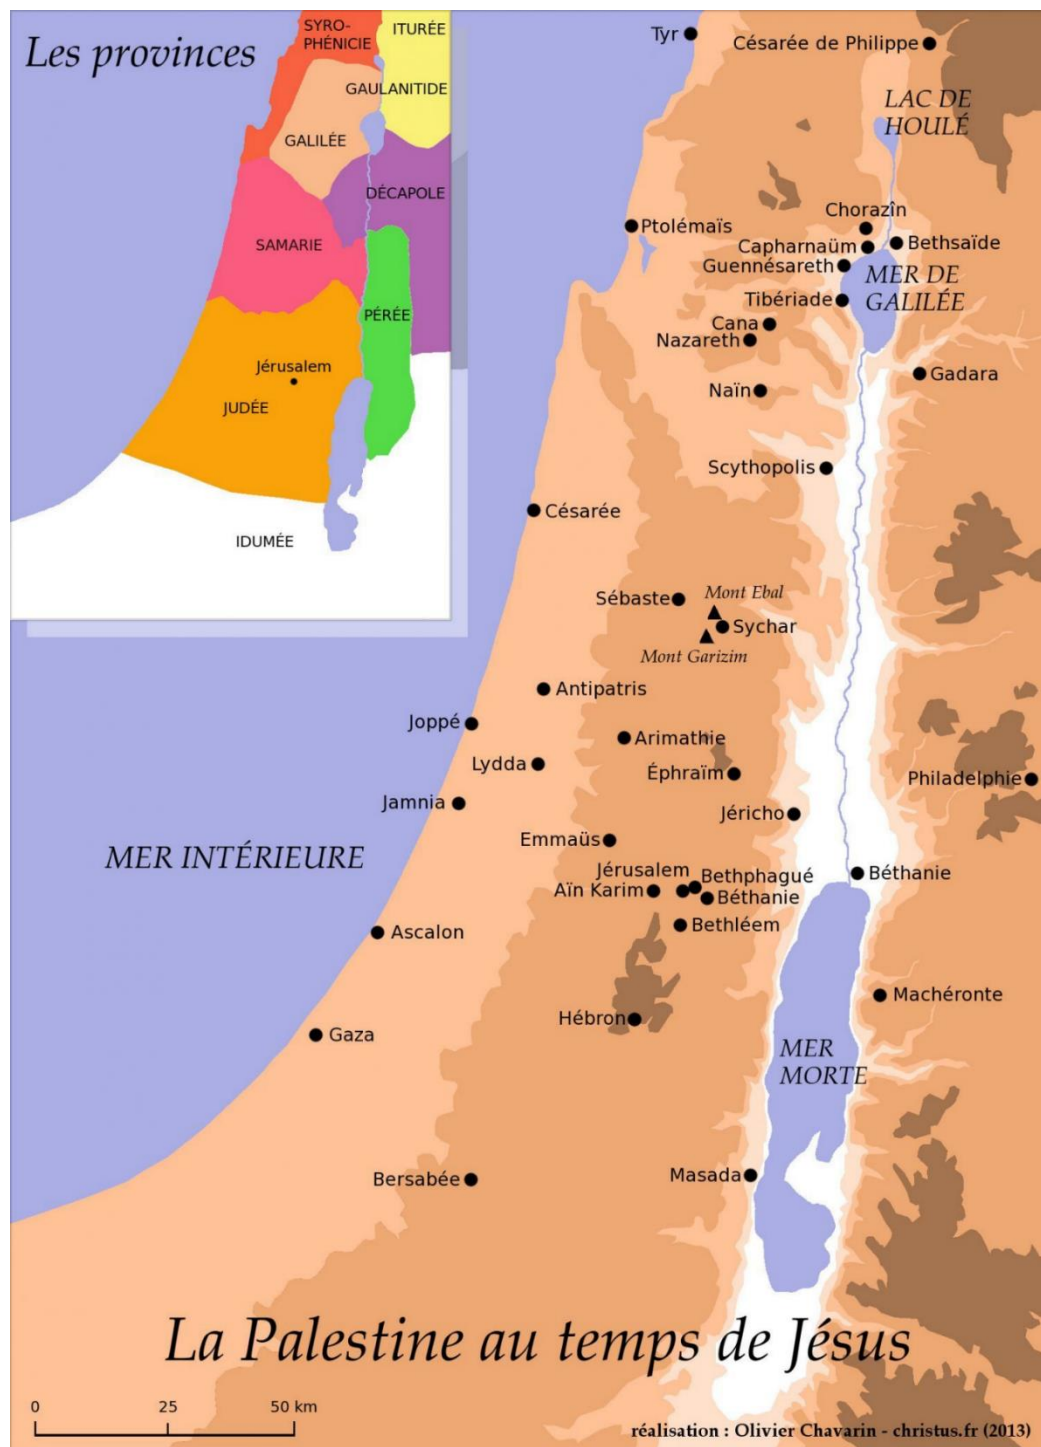 Les provinces
SYRO-
PHÉNICIE
ITURÉE
GAULANITIDE
GALILÉE
DÉCAPOLE
SAMARIE
PÉRÉE
Jérusalem
JUDÉE
IDUMÉE
Tyr
Césarée de Philippe
LAC DE
HOULÉ
Chorazîn
Ptolémaïs
Capharnaüm
Bethsaïde
Guennésareth
MER DE
GALILÉE
Tibériade
Cana
Nazareth
Gadara
Naïn
Scythopolis
Césarée
Mont Ebal
Sébaste
Sychar
Mont Garizim
Antipatris
Joppé
Arimathie
Lydda
Éphraïm
Philadelphie
Jamnia
Jéricho
Emmaüs
MER INTÉRIEURE
Jérusalem
Bethphagué
Béthanie
Aïn Karim
Béthanie
Bethléem
Ascalon
Machéronte
Hébron
Gaza
MER
MORTE
Bersabée
Masada
La Palestine au temps de Jésus
0 25 50 km
réalisation : Olivier Chavarin - christus.fr (2013)